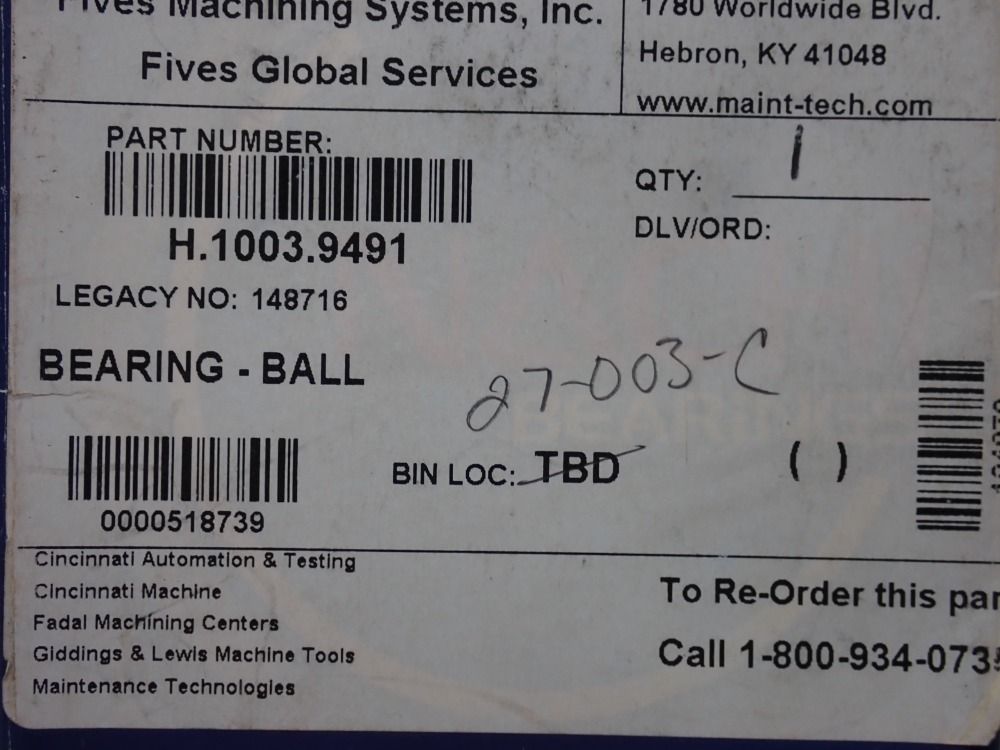 Fives Machining Systems, Inc.
Fives Global Services
1780 Worldwide Blvd.
Hebron, KY 41048
www.maint-tech.com
PART NUMBER:
H.1003.9491
LEGACY NO: 148716
BEARING - BALL
QTY: 1
DLV/ORD:
27-003-C
BIN LOC: TBD ( )
0000518739
Cincinnati Automation & Testing
Cincinnati Machine
Fadal Machining Centers
Giddings & Lewis Machine Tools
Maintenance Technologies
To Re-Order this par
Call 1-800-934-073